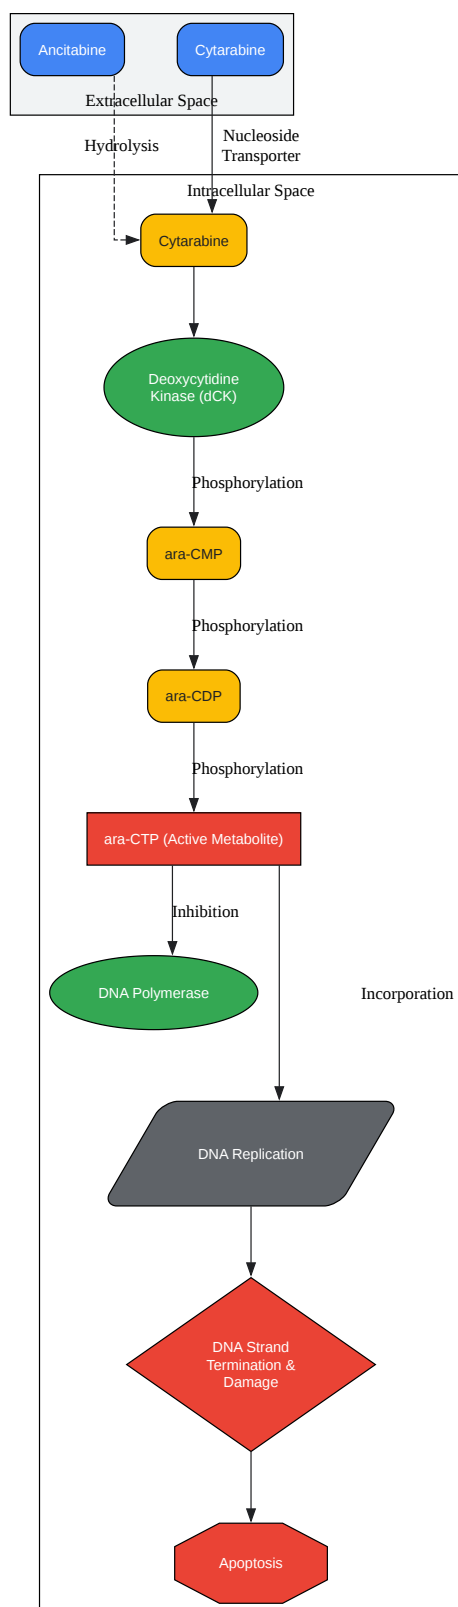 Ancitabine
Cytarabine
Extracellular Space
Hydrolysis
Nucleoside
Transporter
Intracellular Space
Cytarabine
Deoxycytidine
Kinase (dCK)
Phosphorylation
ara-CMP
Phosphorylation
ara-CDP
Phosphorylation
ara-CTP (Active Metabolite)
Inhibition
DNA Polymerase
Incorporation
DNA Replication
DNA Strand
Termination &
Damage
Apoptosis